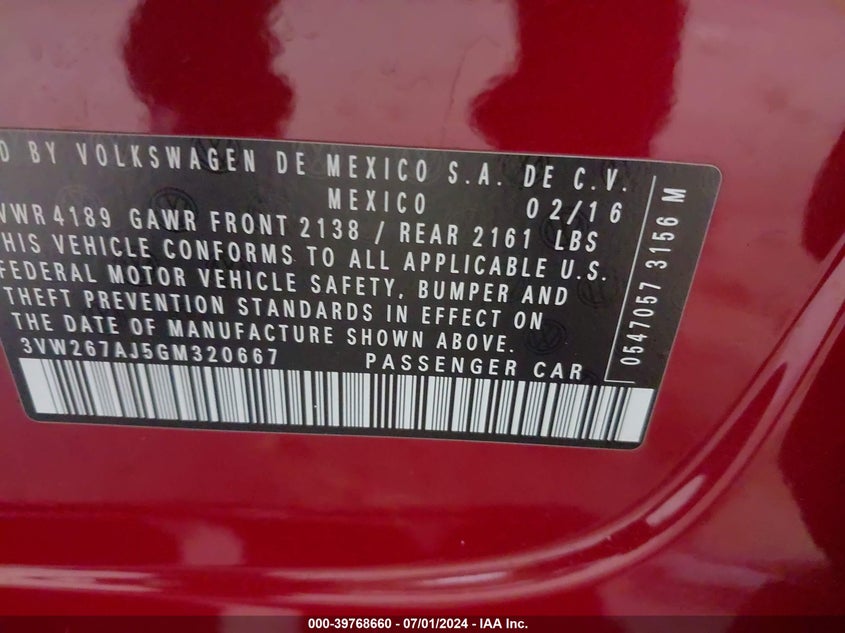 D BY VOLKSWAGEN DE MEXICO S.A. DE C.V.
MEXICO 02/16
VWR 4189 GAWR FRONT 2138 / REAR 2161 LBS
THIS VEHICLE CONFORMS TO ALL APPLICABLE U.S.
FEDERAL MOTOR VEHICLE SAFETY, BUMPER AND
THEFT PREVENTION STANDARDS IN EFFECT ON
THE DATE OF MANUFACTURE SHOWN ABOVE.
3VW267AJ5GM320667 PASSENGER CAR
0547057 3156 M
000-39768660 - 07/01/2024 - IAA Inc.